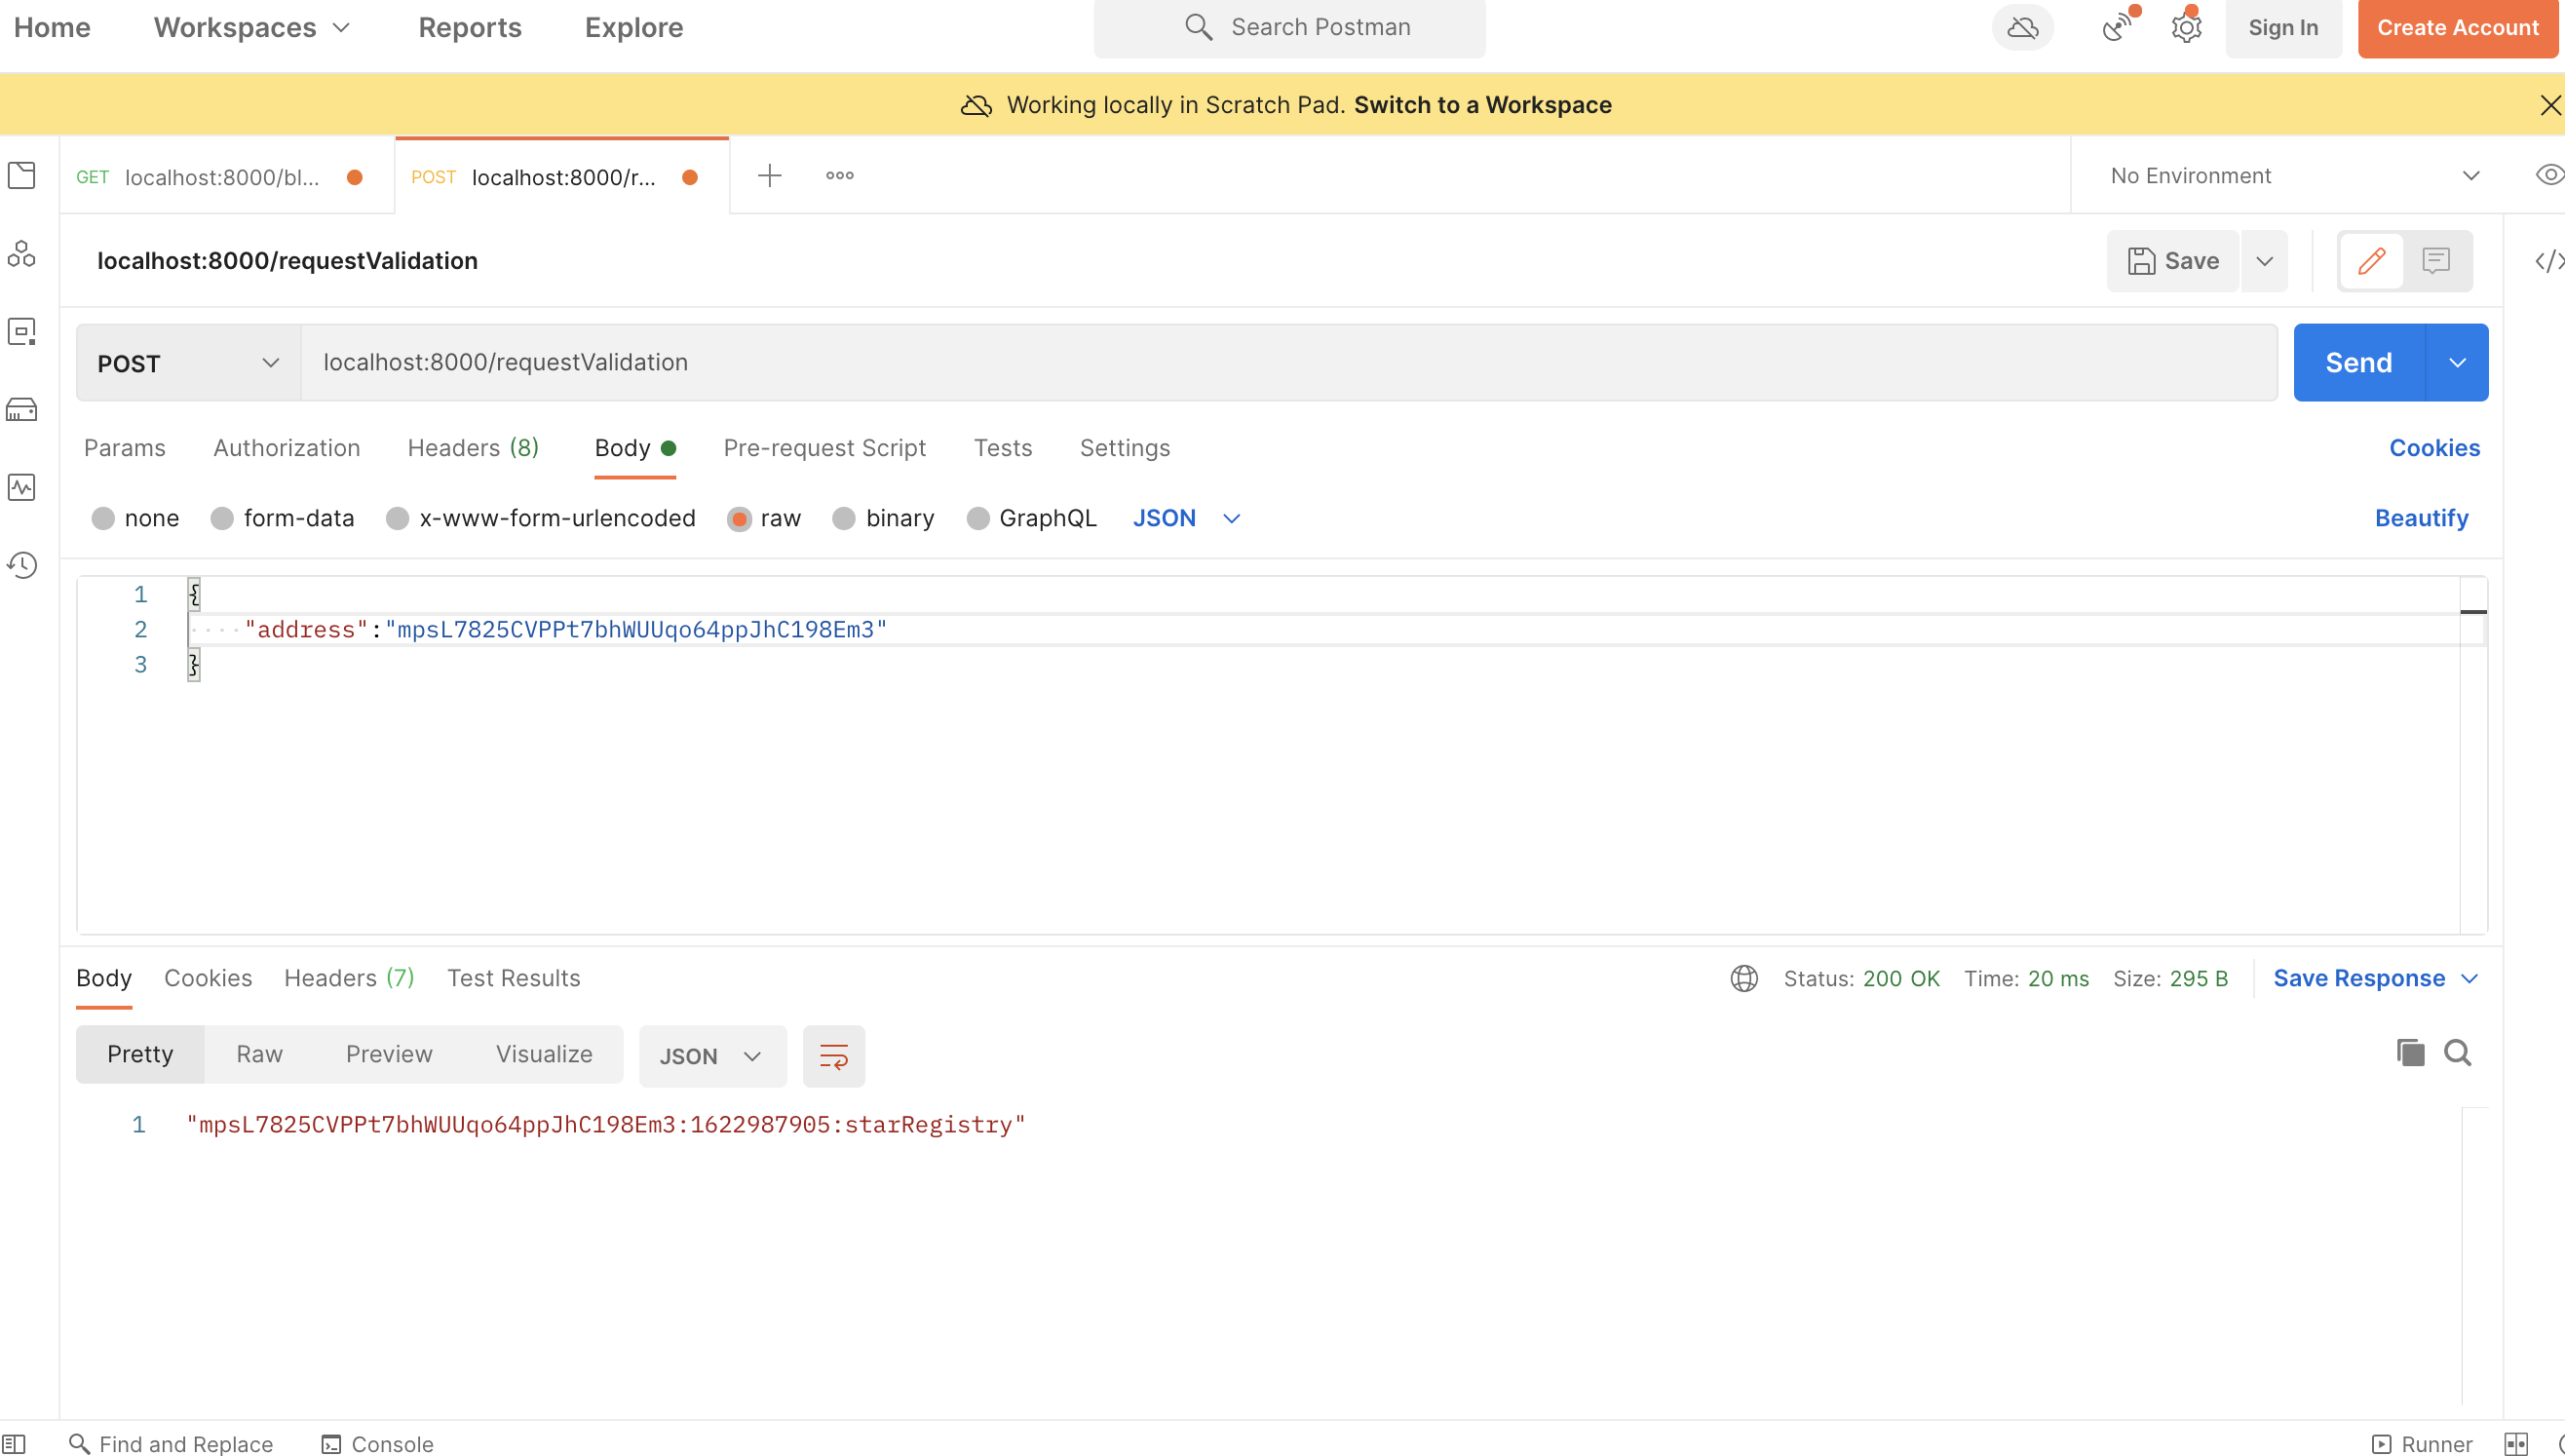 Home Workspaces Reports Explore Search Postman Sign In Create Account
Working locally in Scratch Pad. Switch to a Workspace
GET localhost:8000/bl... POST localhost:8000/r... No Environment
localhost:8000/requestValidation Save
POST localhost:8000/requestValidation Send
Params Authorization Headers (8) Body Pre-request Script Tests Settings Cookies
none form-data x-www-form-urlencoded raw binary GraphQL JSON Beautify
1 {
2 "address":"mpsL7825CVPPt7bhWUUqo64ppJhC198Em3"
3 }
Body Cookies Headers (7) Test Results Status: 200 OK Time: 20 ms Size: 295 B Save Response
Pretty Raw Preview Visualize JSON
1 "mpsL7825CVPPt7bhWUUqo64ppJhC198Em3:1622987905:starRegistry"
Find and Replace Console Runner